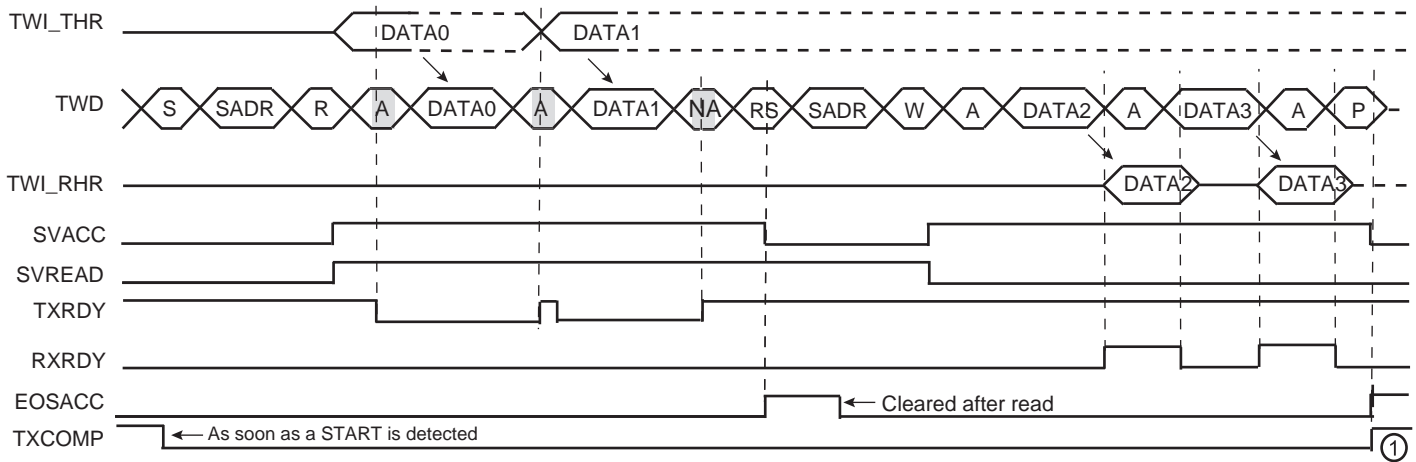 TWI_THR DATA0 DATA1
TWD S SADR R A DATA0 A DATA1 NA RS SADR W A DATA2 A DATA3 A P
TWI_RHR DATA2 DATA3
SVACC
SVREAD
TXRDY
RXRDY
EOSACC Cleared after read
TXCOMP As soon as a START is detected 1